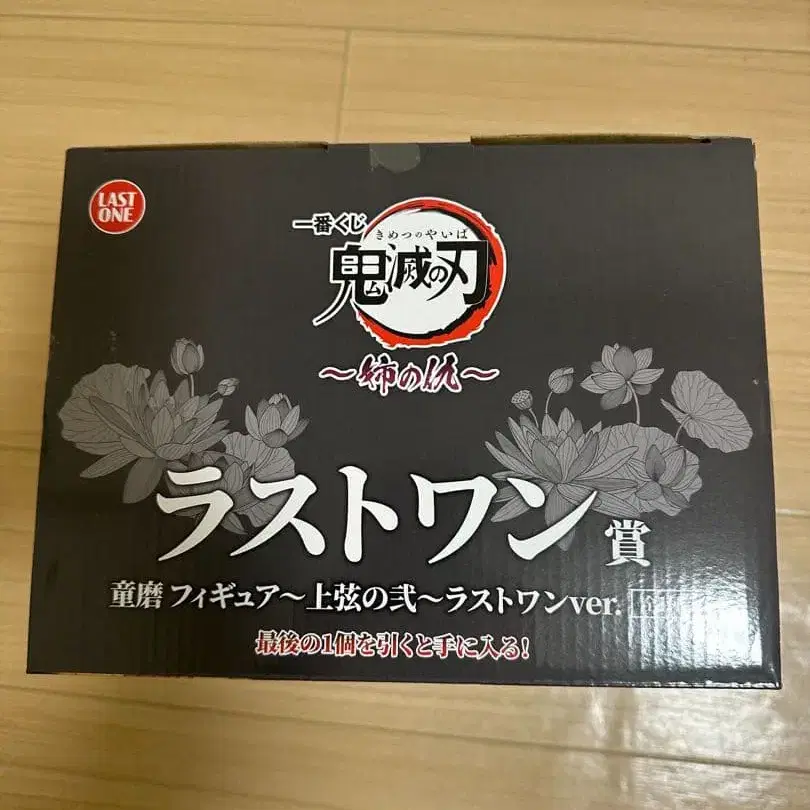 LAST
ONE
一番くじ
きめつのやいば
鬼滅の刃
～姉の仇～
ラストワン賞
童磨 フィギュア～上弦の弐～ラストワンver.
最後の1個を引くと手に入る!